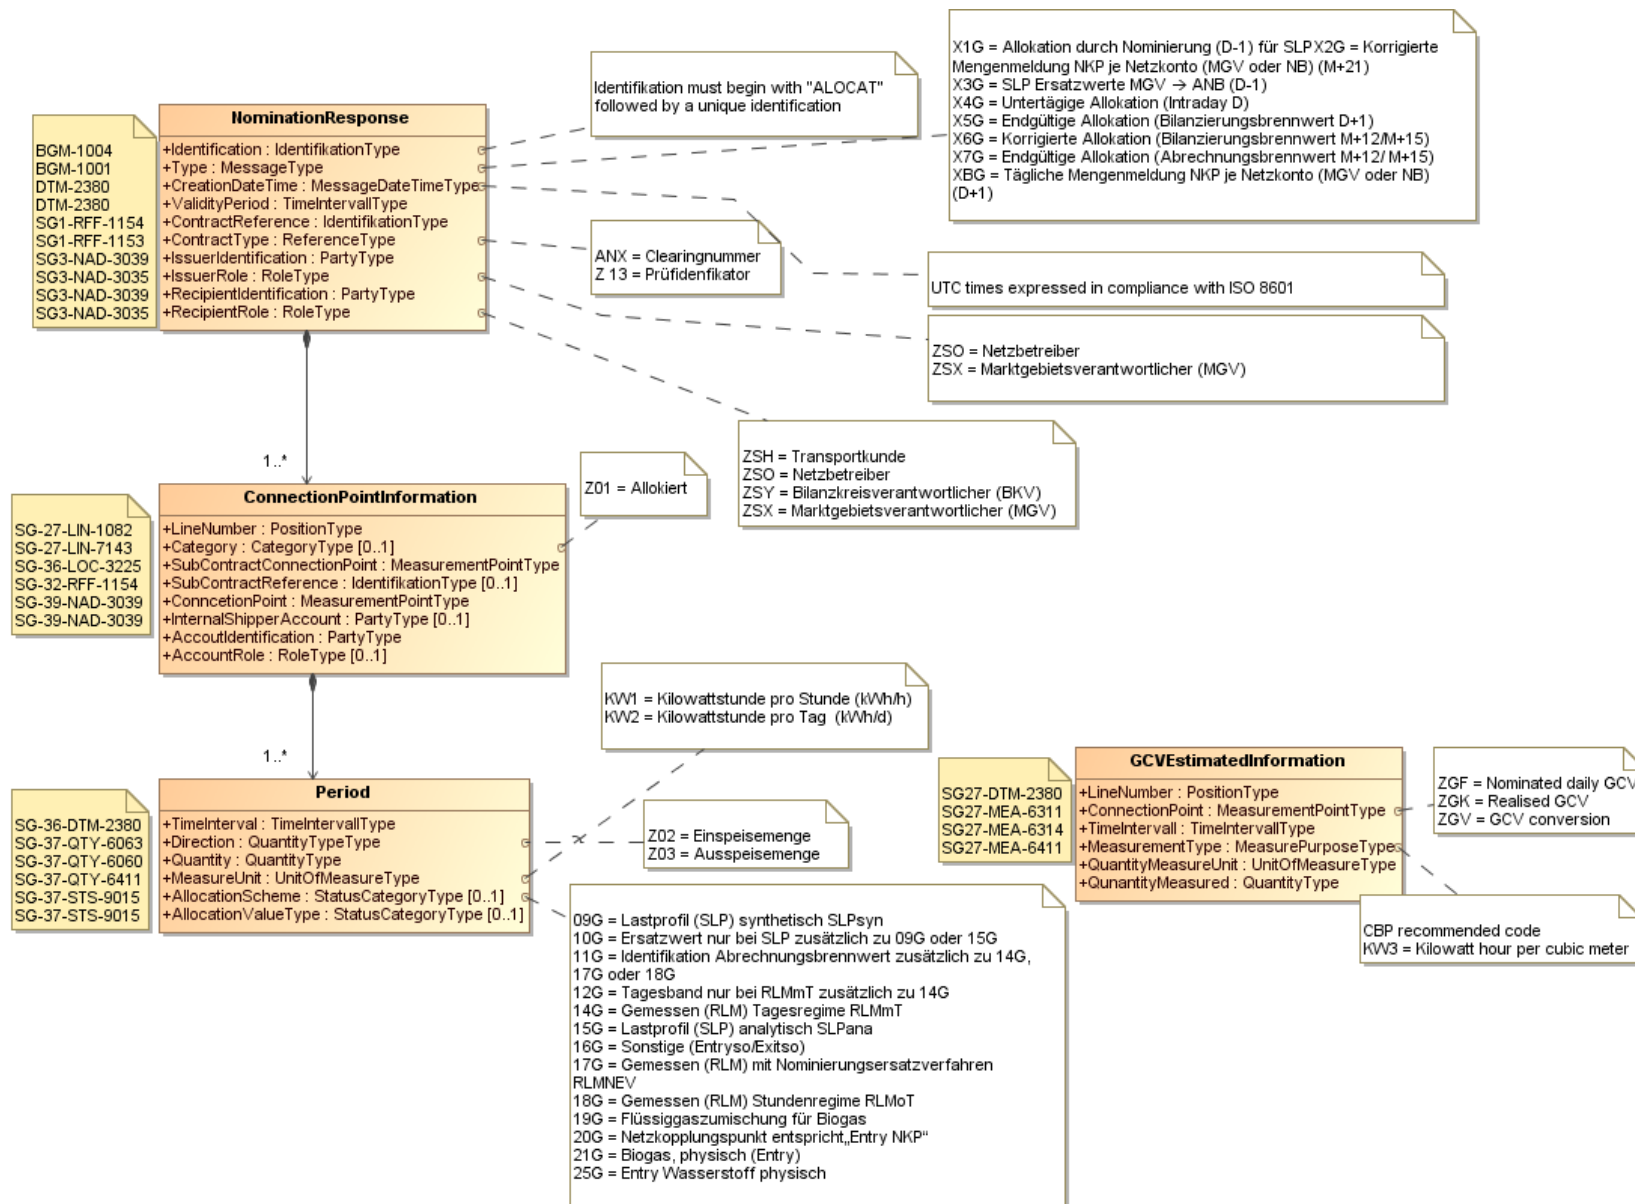 X1G = Allokation durch Nominierung (D-1) für SLPX2G = Korrigierte
Mengenmeldung NKP je Netzkonto (MGV oder NB) (M+21)
X3G = SLP Ersatzwerte MGV → ANB (D-1)
X4G = Untertägige Allokation (Intraday D)
X5G = Endgültige Allokation (Bilanzierungsbrennwert D+1)
X6G = Korrigierte Allokation (Bilanzierungsbrennwert M+12/M+15)
X7G = Endgültige Allokation (Abrechnungsbrennwert M+12/ M+15)
XBG = Tägliche Mengenmeldung NKP je Netzkonto (MGV oder NB)
(D+1)
Identifikation must begin with "ALOCAT"
followed by a unique identification
BGM-1004
BGM-1001
DTM-2380
DTM-2380
SG1-RFF-1154
SG1-RFF-1153
SG3-NAD-3039
SG3-NAD-3035
SG3-NAD-3039
SG3-NAD-3035
NominationResponse
+Identification : IdentifikationType
+Type : MessageType
+CreationDateTime : MessageDateTimeType
+ValidityPeriod : TimeIntervallType
+ContractReference : IdentifikationType
+ContractType : ReferenceType
+IssuerIdentification : PartyType
+IssuerRole : RoleType
+RecipientIdentification : PartyType
+RecipientRole : RoleType
ANX = Clearingnummer
Z 13 = Prüfidenfikator
UTC times expressed in compliance with ISO 8601
ZSO = Netzbetreiber
ZSX = Marktgebietsverantwortlicher (MGV)
ZSH = Transportkunde
ZSO = Netzbetreiber
ZSY = Bilanzkreisverantwortlicher (BKV)
ZSX = Marktgebietsverantwortlicher (MGV)
1..*
Z01 = Allokiert
SG-27-LIN-1082
SG-27-LIN-7143
SG-36-LOC-3225
SG-32-RFF-1154
SG-39-NAD-3039
SG-39-NAD-3039
ConnectionPointInformation
+LineNumber : PositionType
+Category : CategoryType [0..1]
+SubContractConnectionPoint : MeasurementPointType
+SubContractReference : IdentifikationType [0..1]
+ConncetionPoint : MeasurementPointType
+InternalShipperAccount : PartyType [0..1]
+AccoutIdentification : PartyType
+AccountRole : RoleType [0..1]
1..*
KW1 = Kilowattstunde pro Stunde (kWh/h)
KW2 = Kilowattstunde pro Tag  (kWh/d)
SG-36-DTM-2380
SG-37-QTY-6063
SG-37-QTY-6060
SG-37-QTY-6411
SG-37-STS-9015
SG-37-STS-9015
Period
+TimeInterval : TimeIntervallType
+Direction : QuantityTypeType
+Quantity : QuantityType
+MeasureUnit : UnitOfMeasureType
+AllocationScheme : StatusCategoryType [0..1]
+AllocationValueType : StatusCategoryType [0..1]
Z02 = Einspeisemenge
Z03 = Ausspeisemenge
SG27-DTM-2380
SG27-MEA-6311
SG27-MEA-6314
SG27-MEA-6411
GCVEstimatedInformation
+LineNumber : PositionType
+ConnectionPoint : MeasurementPointType
+TimeIntervall : TimeIntervallType
+MeasurementType : MeasurePurposeType
+QuantityMeasureUnit : UnitOfMeasureType
+QunantityMeasured : QuantityType
ZGF = Nominated daily GCV
ZGK = Realised GCV
ZGV = GCV conversion
CBP recommended code
KW3 = Kilowatt hour per cubic meter
09G = Lastprofil (SLP) synthetisch SLPsyn
10G = Ersatzwert nur bei SLP zusätzlich zu 09G oder 15G
11G = Identifikation Abrechnungsbrennwert zusätzlich zu 14G,
17G oder 18G
12G = Tagesband nur bei RLMmT zusätzlich zu 14G
14G = Gemessen (RLM) Tagesregime RLMmT
15G = Lastprofil (SLP) analytisch SLPana
16G = Sonstige (Entryso/Exitso)
17G = Gemessen (RLM) mit Nominierungsersatzverfahren
RLMNEV
18G = Gemessen (RLM) Stundenregime RLMoT
19G = Flüssiggaszumischung für Biogas
20G = Netzkopplungspunkt entspricht„Entry NKP“
21G = Biogas, physisch (Entry)
25G = Entry Wasserstoff physisch